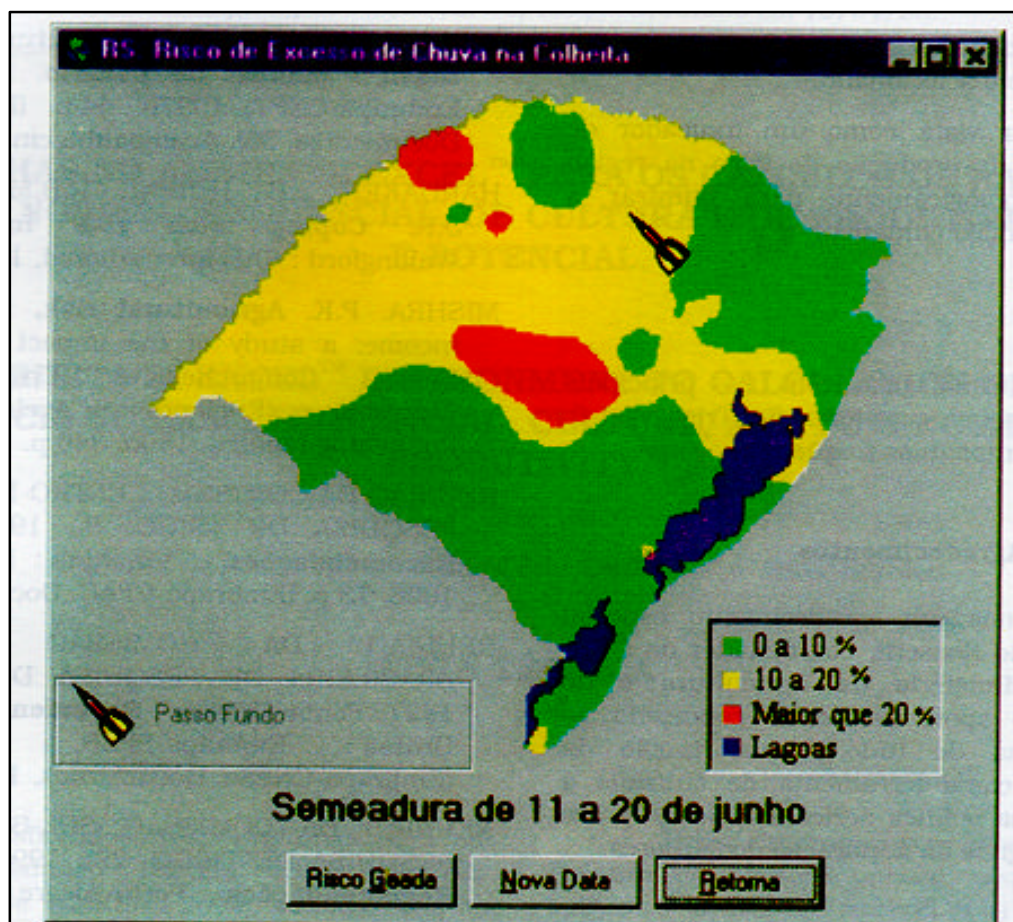 RS: Risco de Excesso de Chuva na Colheita
0 a 10 %
10 a 20 %
Maior que 20 %
Lagoas
Passo Fundo
Semeadura de 11 a 20 de junho
Risco Geada
Nova Data
Retorna